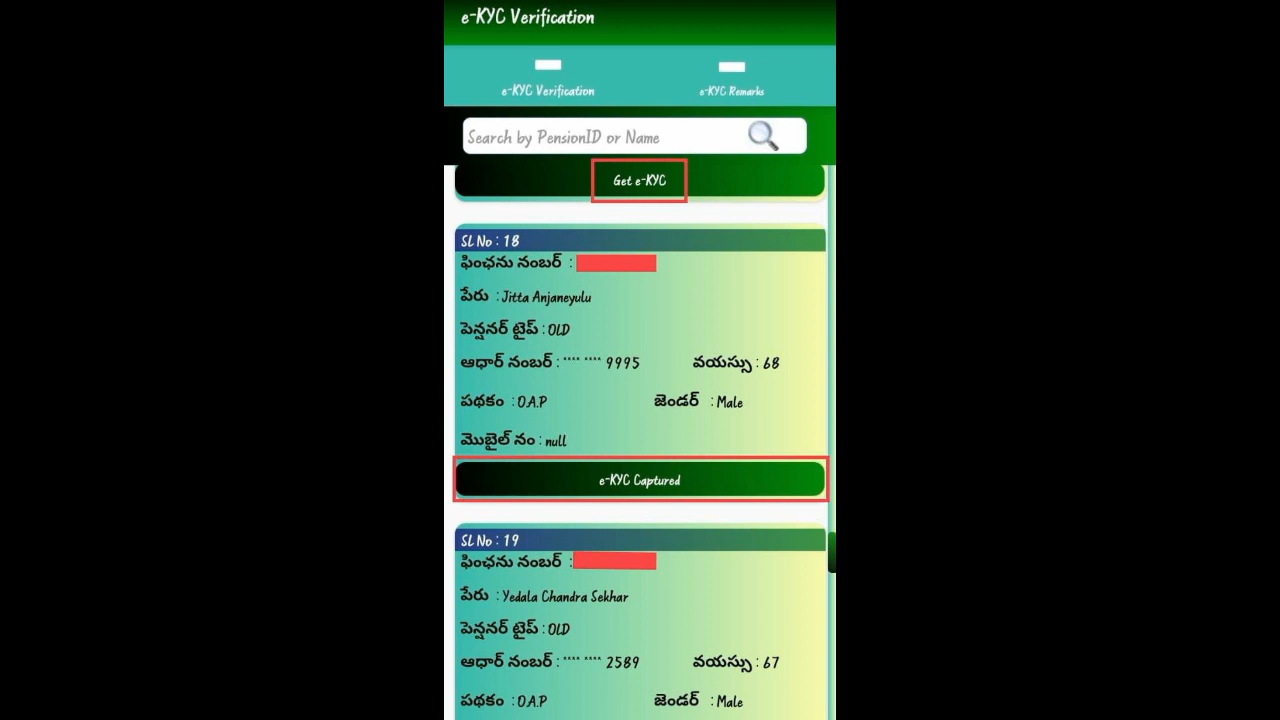 e-KYC Verification
e-KYC Verification e-KYC Remarks
Search by PensionID or Name
Get e-KYC
SL No : 18
ఫింఛను నంబర్ :
పేరు : Jitta Anjaneyulu
పెన్షనర్ టైప్ : OLD
ఆధార్ నంబర్ : **** **** 9995 వయస్సు : 68
పథకం : O.A.P జెండర్ : Male
మొబైల్ నం : null
e-KYC Captured
SL No : 19
ఫింఛను నంబర్ :
పేరు : Yedala Chandra Sekhar
పెన్షనర్ టైప్ : OLD
ఆధార్ నంబర్ : **** **** 2589 వయస్సు : 67
పథకం : O.A.P జెండర్ : Male